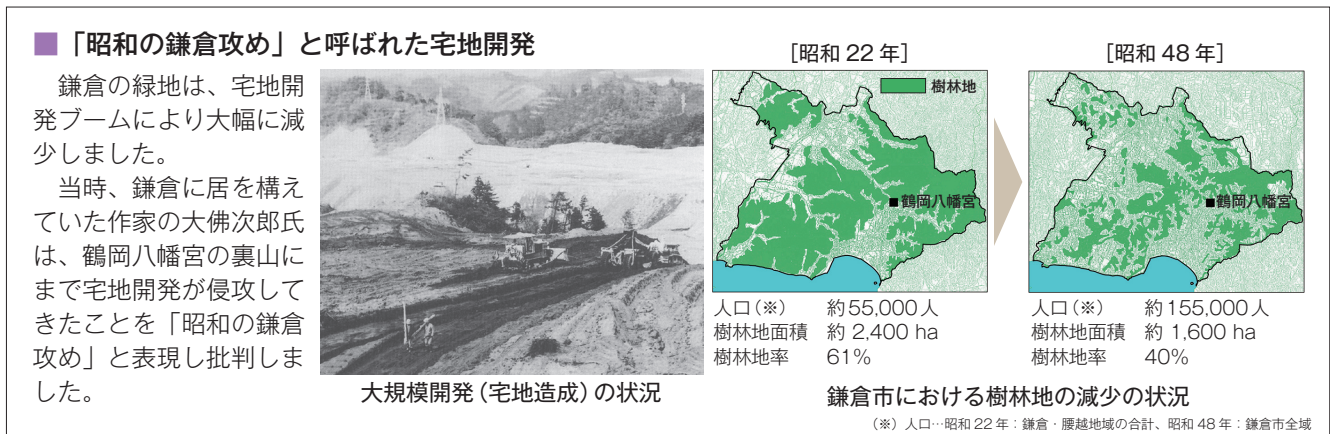 ■「昭和の鎌倉攻め」と呼ばれた宅地開発
鎌倉の緑地は、宅地開
発ブームにより大幅に減
少しました。
当時、鎌倉に居を構え
ていた作家の大佛次郎氏
は、鶴岡八幡宮の裏山に
まで宅地開発が侵攻して
きたことを「昭和の鎌倉
攻め」と表現し批判しま
した。
大規模開発(宅地造成)の状況
[昭和 22 年]
樹林地
■鶴岡八幡宮
人口(※) 約55,000人
樹林地面積 約 2,400 ha
樹林地率 61%
[昭和 48 年]
■鶴岡八幡宮
人口(※) 約155,000人
樹林地面積 約 1,600 ha
樹林地率 40%
鎌倉市における樹林地の減少の状況
(※)人口…昭和 22 年:鎌倉・腰越地域の合計、昭和 48 年:鎌倉市全域